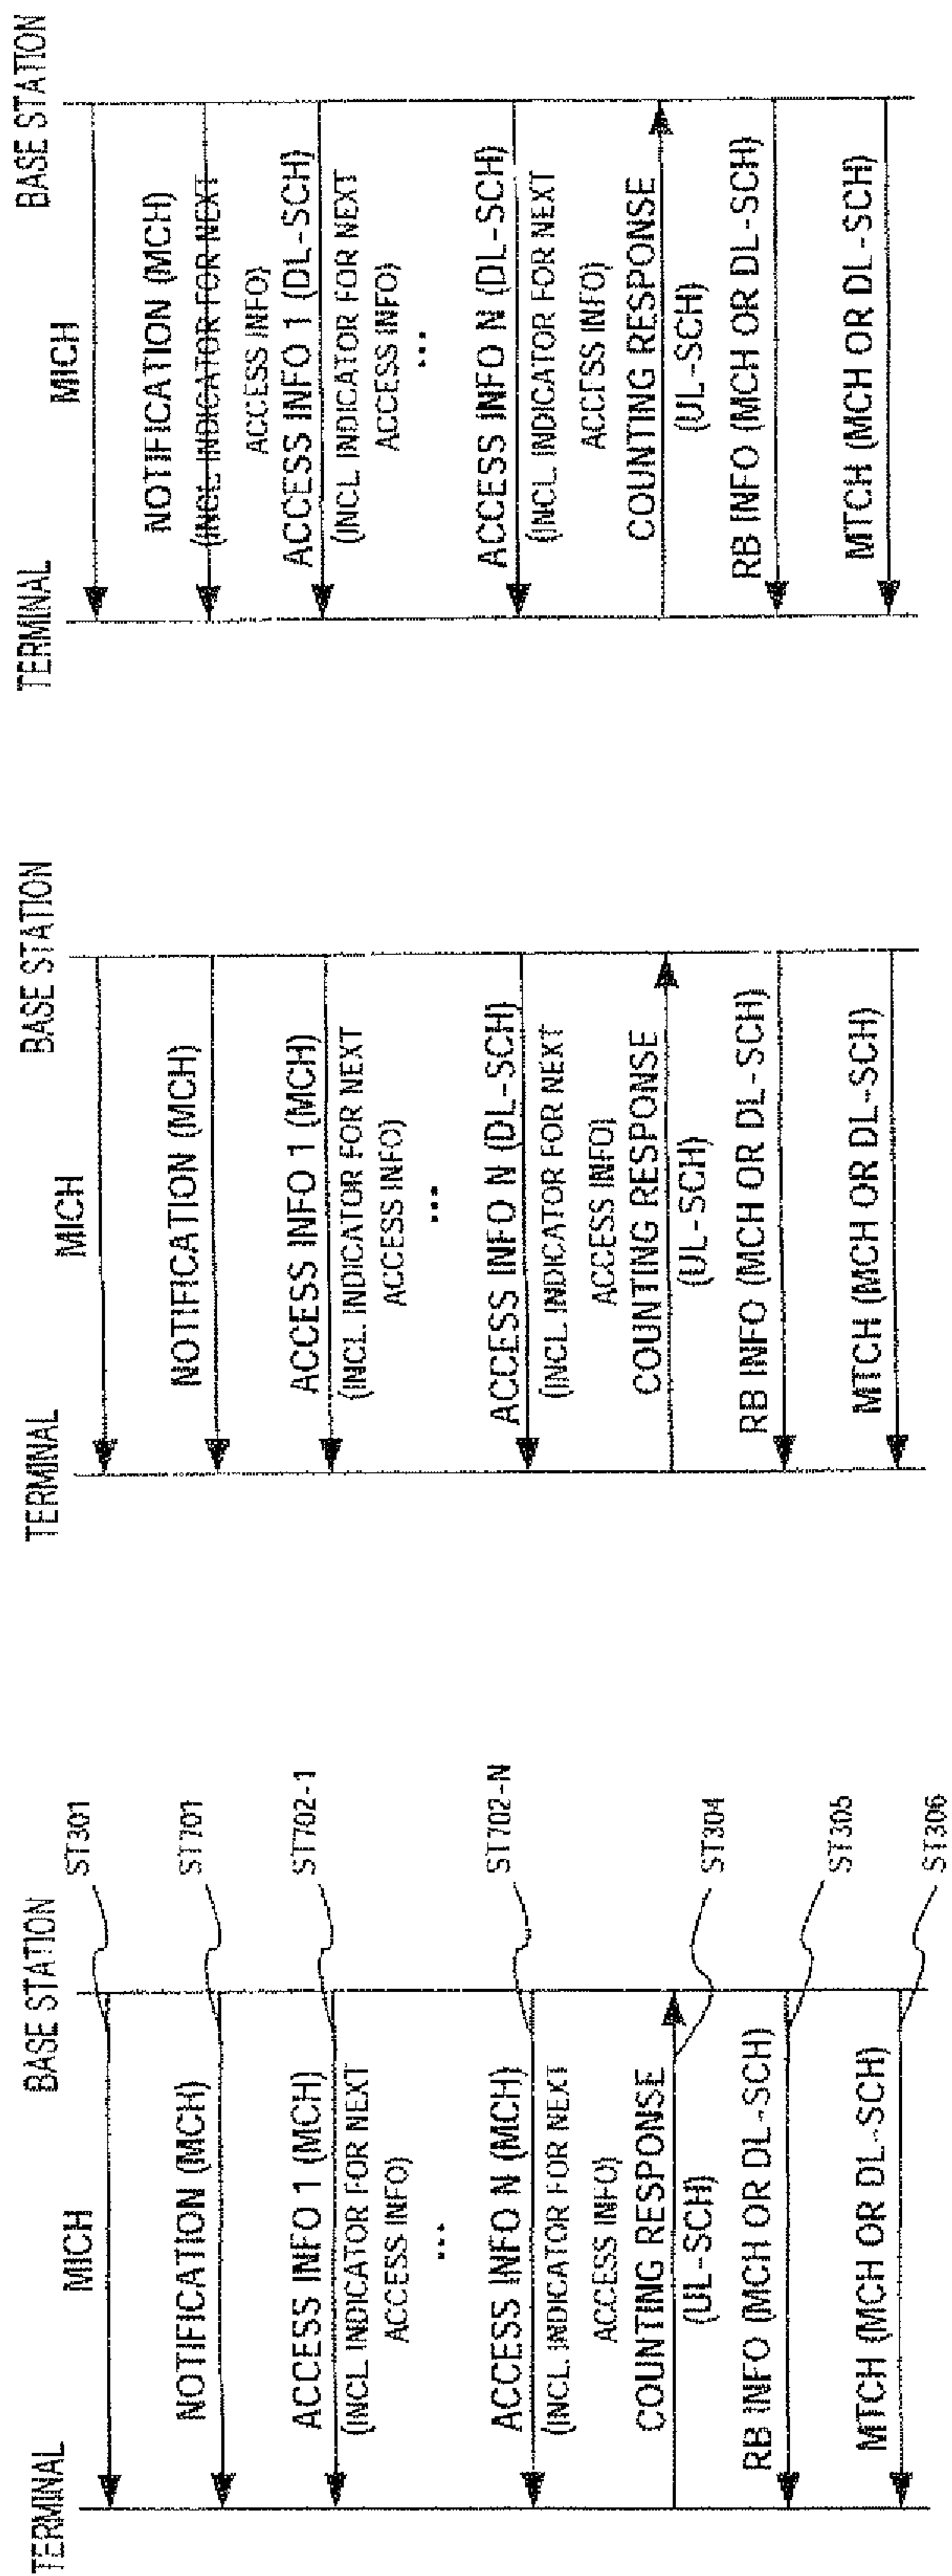 TERMINAL
MICH
BASE STATION
ST301
NOTIFICATION (MCH)
ST701
ACCESS INFO 1 (MCH)
ST702-1
(INCL. INDICATOR FOR NEXT
ACCESS INFO)
...
ACCESS INFO N (MCH)
ST702-N
(INCL. INDICATOR FOR NEXT
ACCESS INFO)
COUNTING RESPONSE
(UL-SCH)
ST304
RB INFO (MCH OR DL-SCH)
ST305
MTCH (MCH OR DL-SCH)
ST306
TERMINAL
MICH
BASE STATION
NOTIFICATION (MCH)
ACCESS INFO 1 (MCH)
(INCL. INDICATOR FOR NEXT
ACCESS INFO)
...
ACCESS INFO N (DL-SCH)
(INCL. INDICATOR FOR NEXT
ACCESS INFO)
COUNTING RESPONSE
(UL-SCH)
RB INFO (MCH OR DL-SCH)
MTCH (MCH OR DL-SCH)
TERMINAL
MICH
BASE STATION
NOTIFICATION (MCH)
(INCL. INDICATOR FOR NEXT
ACCESS INFO)
ACCESS INFO 1 (DL-SCH)
(INCL. INDICATOR FOR NEXT
ACCESS INFO)
...
ACCESS INFO N (DL-SCH)
(INCL. INDICATOR FOR NEXT
ACCESS INFO)
COUNTING RESPONSE
(UL-SCH)
RB INFO (MCH OR DL-SCH)
MTCH (MCH OR DL-SCH)